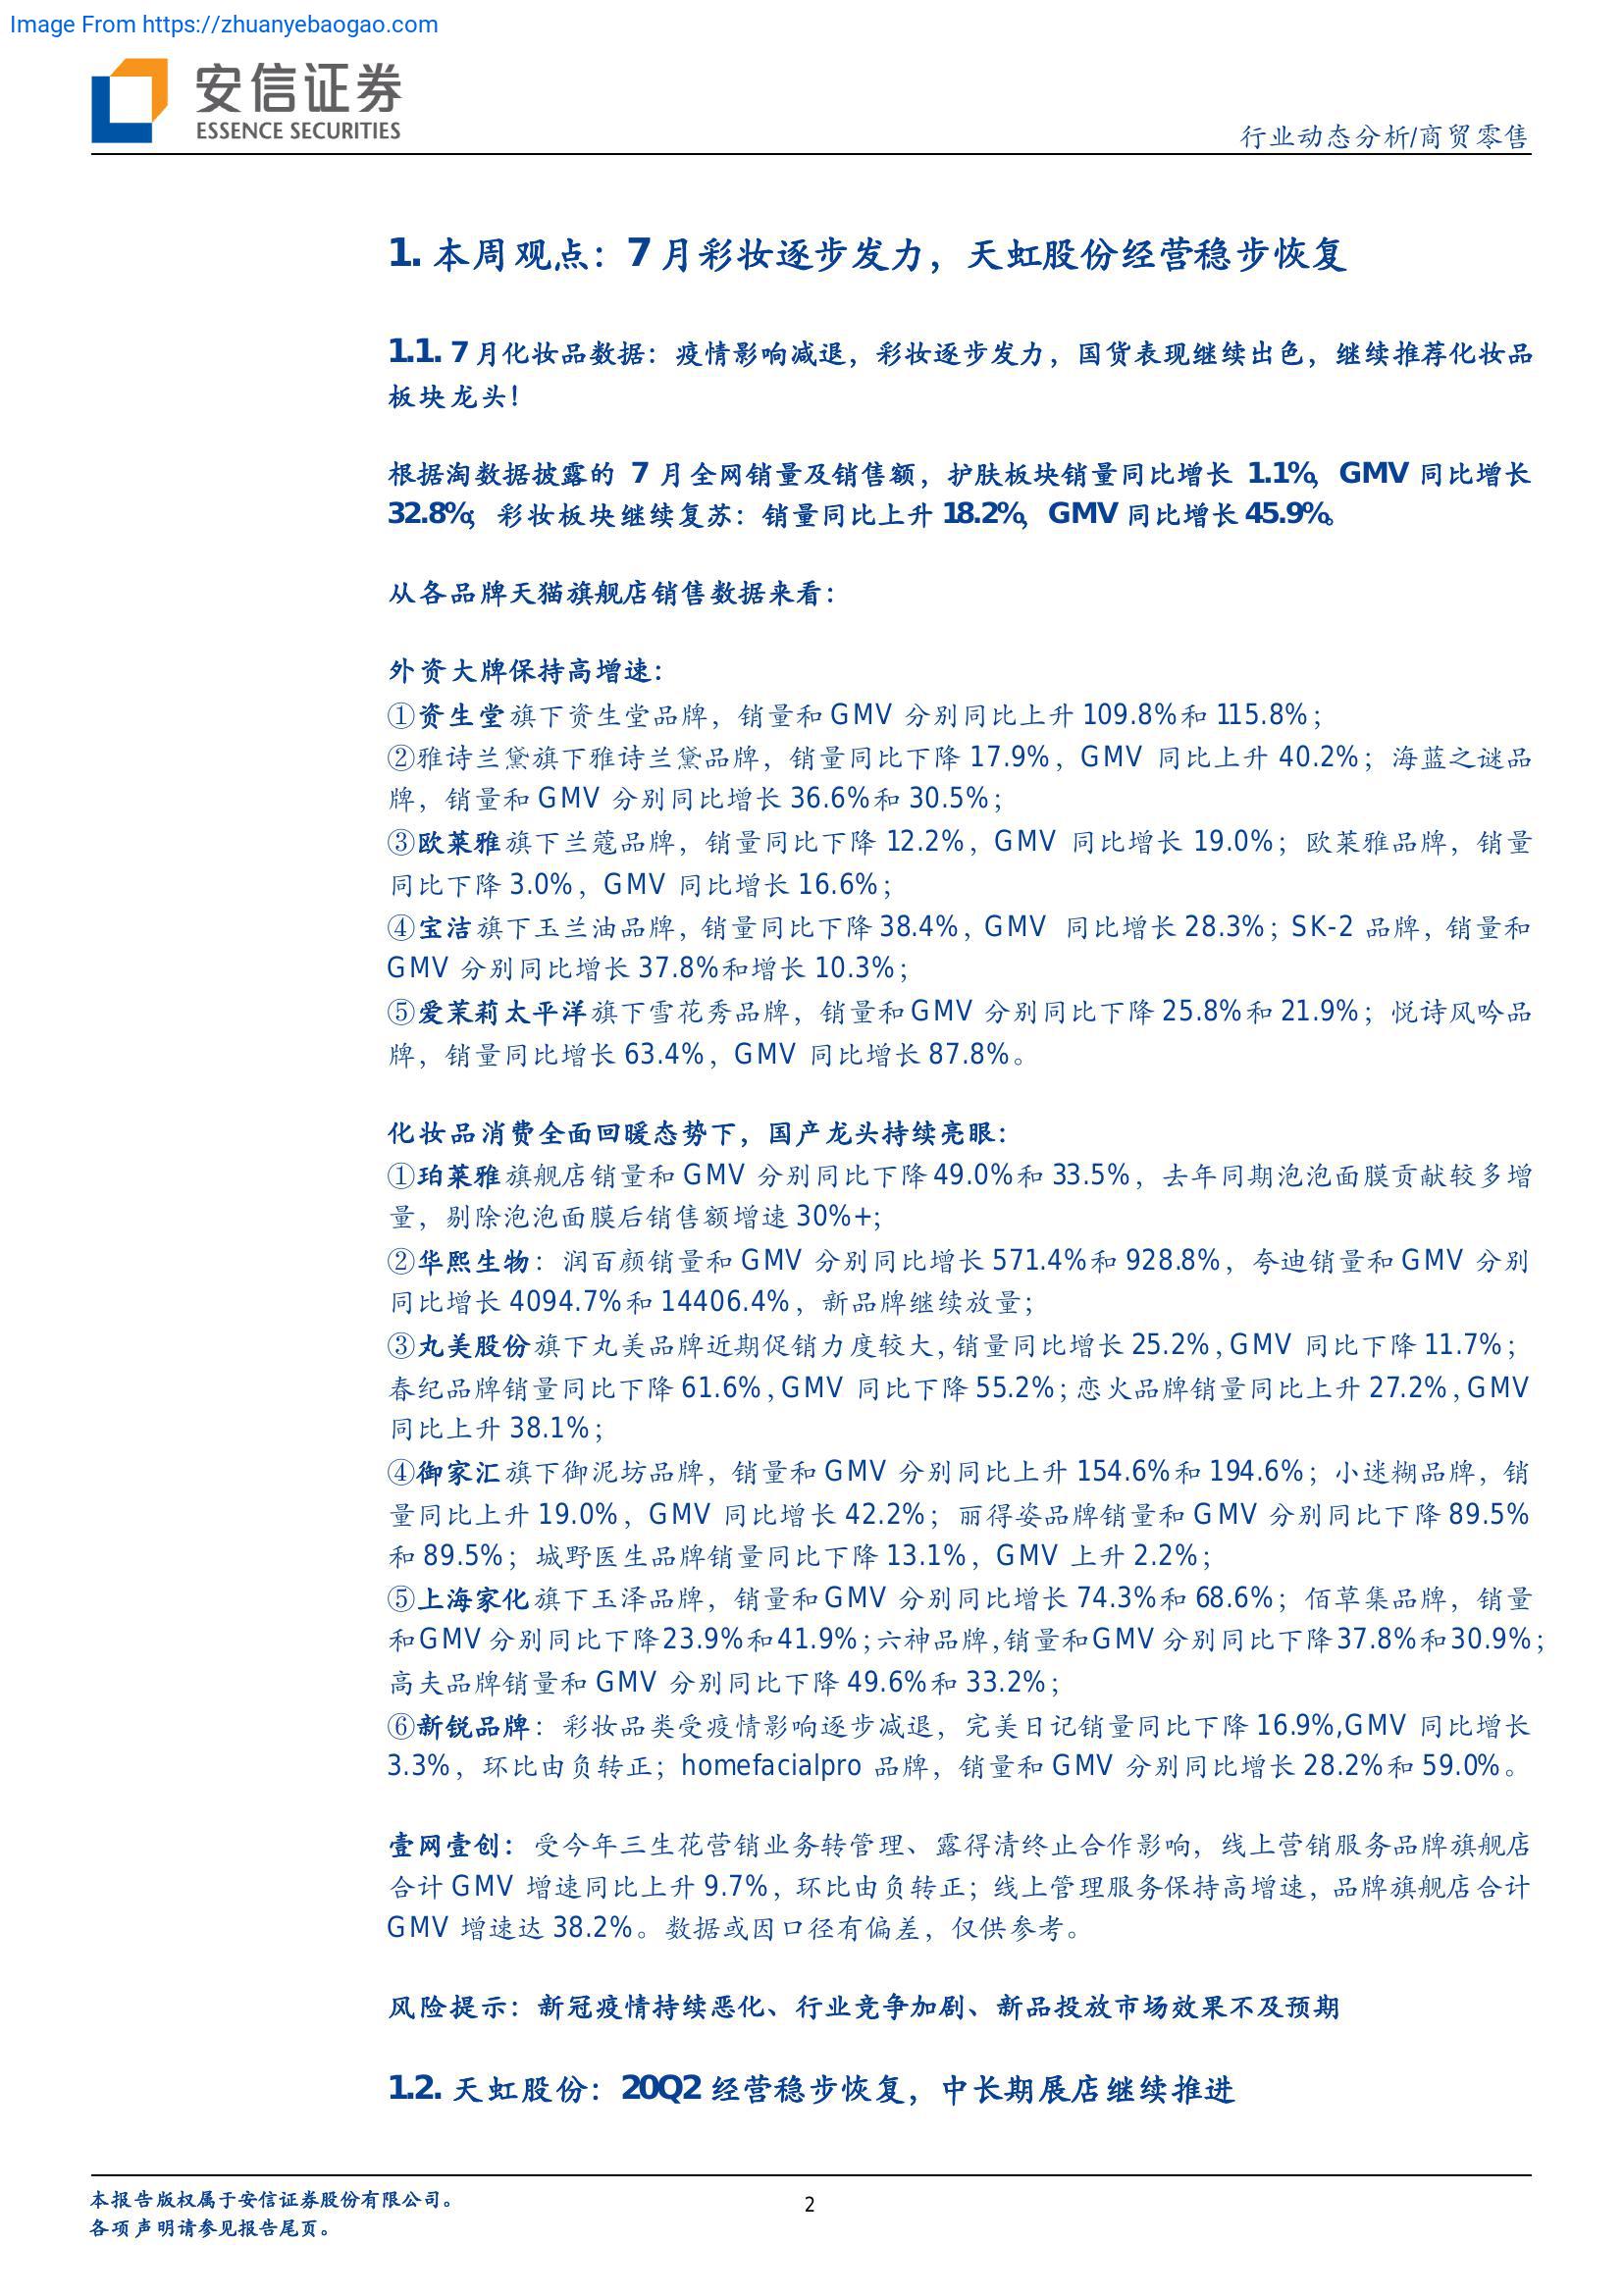 Image From https://zhuanyebaogao.com
安信证券
ESSENCE SECURITIES
行业动态分析/商贸零售
1. 本周观点：7 月彩妆逐步发力，天虹股份经营稳步恢复
1.1. 7 月化妆品数据：疫情影响减退，彩妆逐步发力，国货表现继续出色，继续推荐化妆品
板块龙头！
根据淘数据披露的 7 月全网销量及销售额，护肤板块销量同比增长 1.1%，GMV 同比增长
32.8%；彩妆板块继续复苏：销量同比上升 18.2%，GMV 同比增长 45.9%。
从各品牌天猫旗舰店销售数据来看：
外资大牌保持高增速：
①资生堂旗下资生堂品牌，销量和 GMV 分别同比上升 109.8%和 115.8%；
②雅诗兰黛旗下雅诗兰黛品牌，销量同比下降 17.9%，GMV 同比上升 40.2%；海蓝之谜品
牌，销量和 GMV 分别同比增长 36.6%和 30.5%；
③欧莱雅旗下兰蔻品牌，销量同比下降 12.2%，GMV 同比增长 19.0%；欧莱雅品牌，销量
同比下降 3.0%，GMV 同比增长 16.6%；
④宝洁旗下玉兰油品牌，销量同比下降 38.4%，GMV 同比增长 28.3%；SK-2 品牌，销量和
GMV 分别同比增长 37.8%和增长 10.3%；
⑤爱茉莉太平洋旗下雪花秀品牌，销量和 GMV 分别同比下降 25.8%和 21.9%；悦诗风吟品
牌，销量同比增长 63.4%，GMV 同比增长 87.8%。
化妆品消费全面回暖态势下，国产龙头持续亮眼：
①珀莱雅旗舰店销量和 GMV 分别同比下降 49.0%和 33.5%，去年同期泡泡面膜贡献较多增
量，剔除泡泡面膜后销售额增速 30%+;
②华熙生物：润百颜销量和 GMV 分别同比增长 571.4%和 928.8%，夸迪销量和 GMV 分别
同比增长 4094.7%和 14406.4%，新品牌继续放量；
③丸美股份旗下丸美品牌近期促销力度较大，销量同比增长 25.2%，GMV 同比下降 11.7%；
春纪品牌销量同比下降 61.6%，GMV 同比下降 55.2%；恋火品牌销量同比上升 27.2%，GMV
同比上升 38.1%；
④御家汇旗下御泥坊品牌，销量和 GMV 分别同比上升 154.6%和 194.6%；小迷糊品牌，销
量同比上升 19.0%，GMV 同比增长 42.2%；丽得姿品牌销量和 GMV 分别同比下降 89.5%
和 89.5%；城野医生品牌销量同比下降 13.1%，GMV 上升 2.2%；
⑤上海家化旗下玉泽品牌，销量和 GMV 分别同比增长 74.3%和 68.6%；佰草集品牌，销量
和GMV 分别同比下降23.9%和41.9%；六神品牌，销量和GMV 分别同比下降37.8%和30.9%；
高夫品牌销量和 GMV 分别同比下降 49.6%和 33.2%；
⑥新锐品牌：彩妆品类受疫情影响逐步减退，完美日记销量同比下降 16.9%,GMV 同比增长
3.3%，环比由负转正；homefacialpro 品牌，销量和 GMV 分别同比增长 28.2%和 59.0%。
壹网壹创：受今年三生花营销业务转管理、露得清终止合作影响，线上营销服务品牌旗舰店
合计 GMV 增速同比上升 9.7%，环比由负转正；线上管理服务保持高增速，品牌旗舰店合计
GMV 增速达 38.2%。数据或因口径有偏差，仅供参考。
风险提示：新冠疫情持续恶化、行业竞争加剧、新品投放市场效果不及预期
1.2. 天虹股份：20Q2 经营稳步恢复，中长期展店继续推进
本报告版权属于安信证券股份有限公司。
各项声明请参见报告尾页。
2